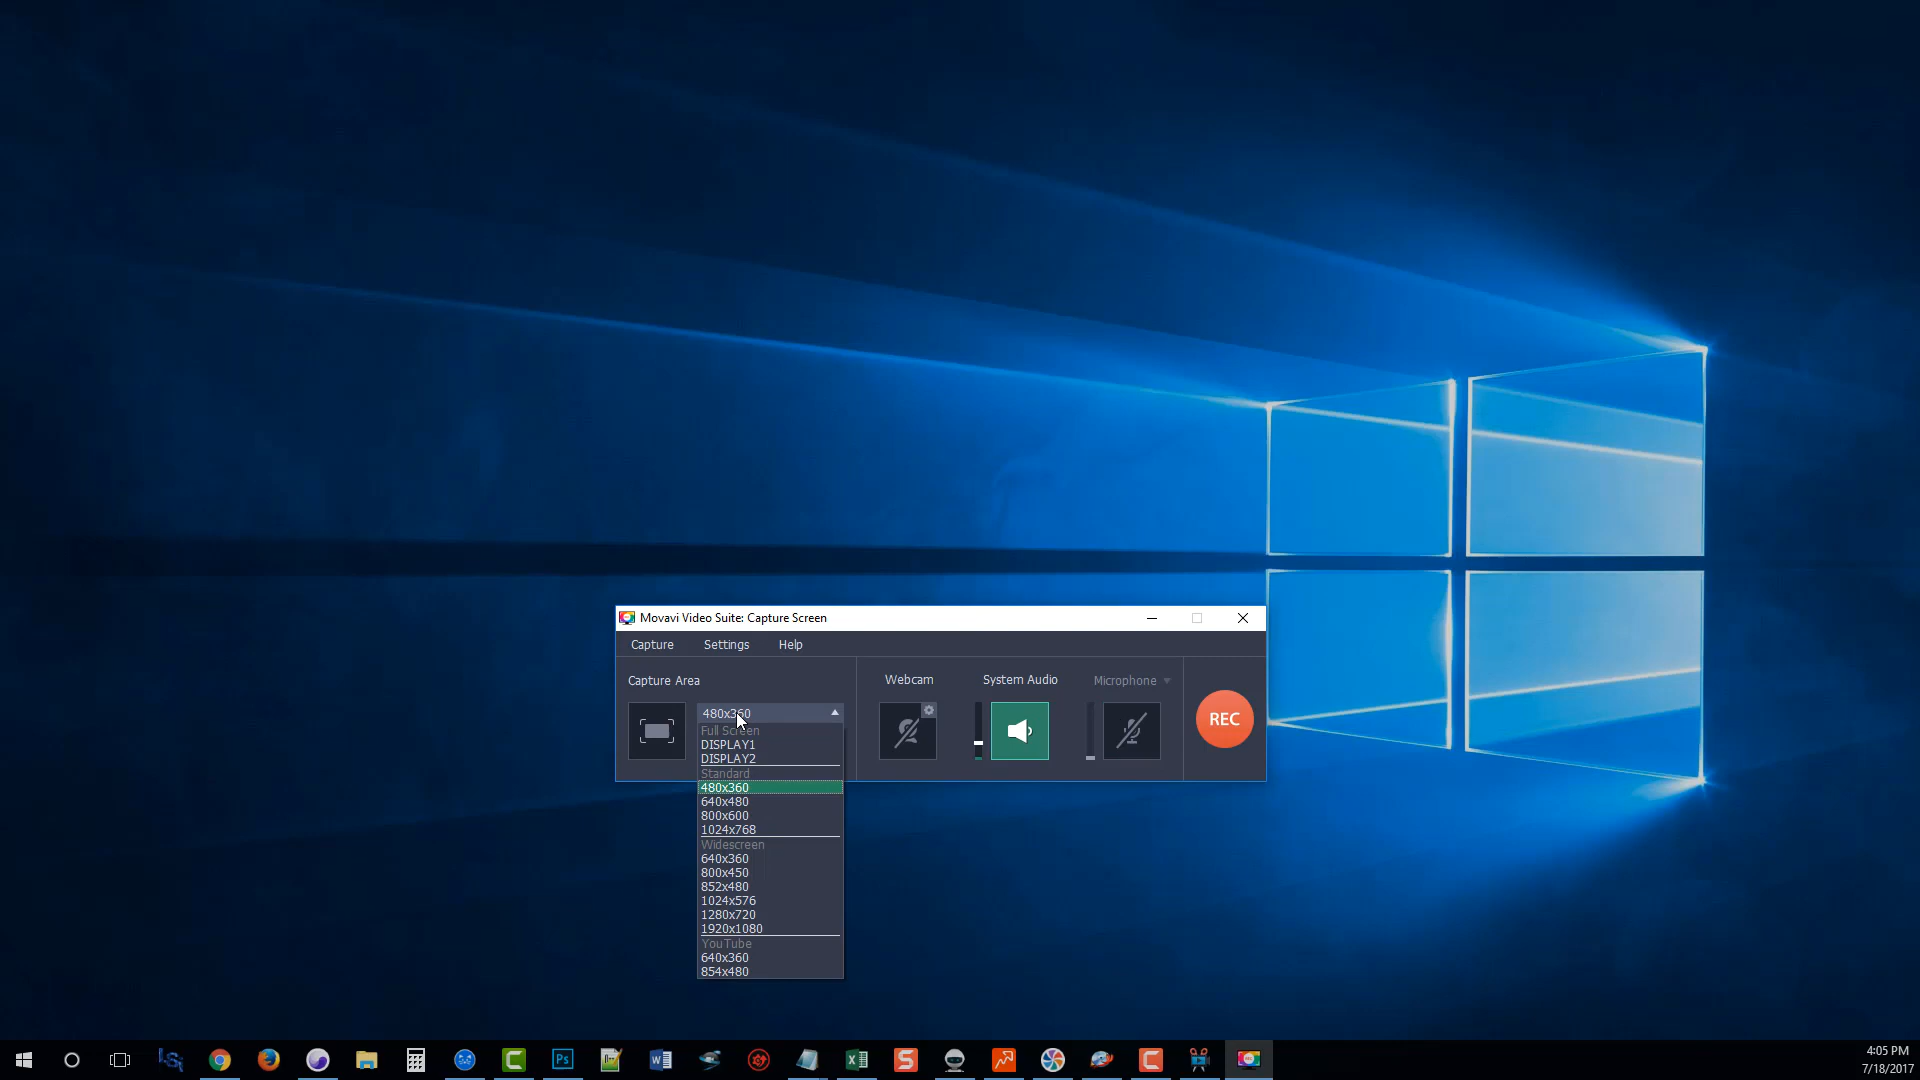 Movavi Video Suite: Capture Screen
Capture Settings Help
Capture Area
Webcam
System Audio
Microphone
480x360
REC
Full Screen
DISPLAY1
DISPLAY2
Standard
480x360
640x480
800x600
1024x768
Widescreen
640x360
800x450
852x480
1024x576
1280x720
1920x1080
YouTube
640x360
854x480
Ps
4:05 PM
7/18/2017